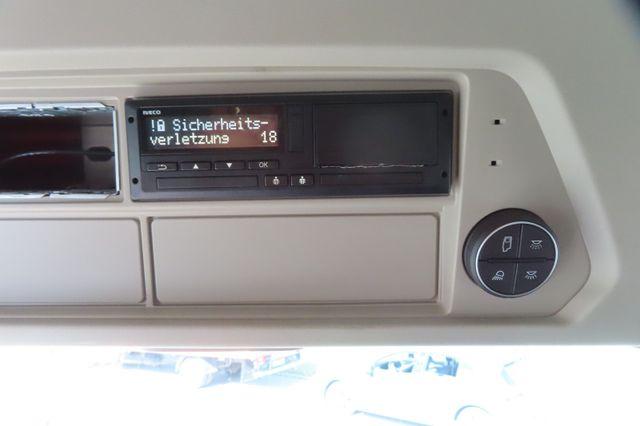 IVECO
! Sicherheits-
verletzung 18
OK